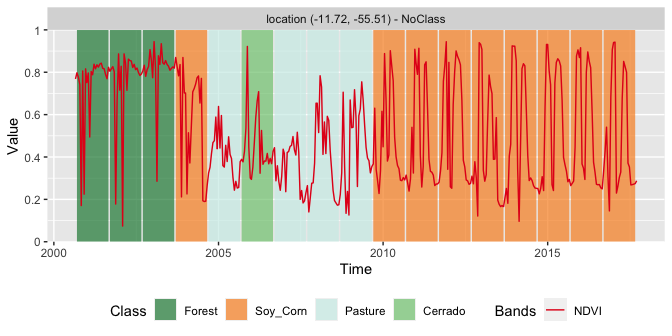 location (-11.72, -55.51) - NoClass
Value
1
0.8
0.6
0.4
0.2
0
2000 2005 2010 2015
Time
Class Forest Soy_Corn Pasture Cerrado Bands NDVI